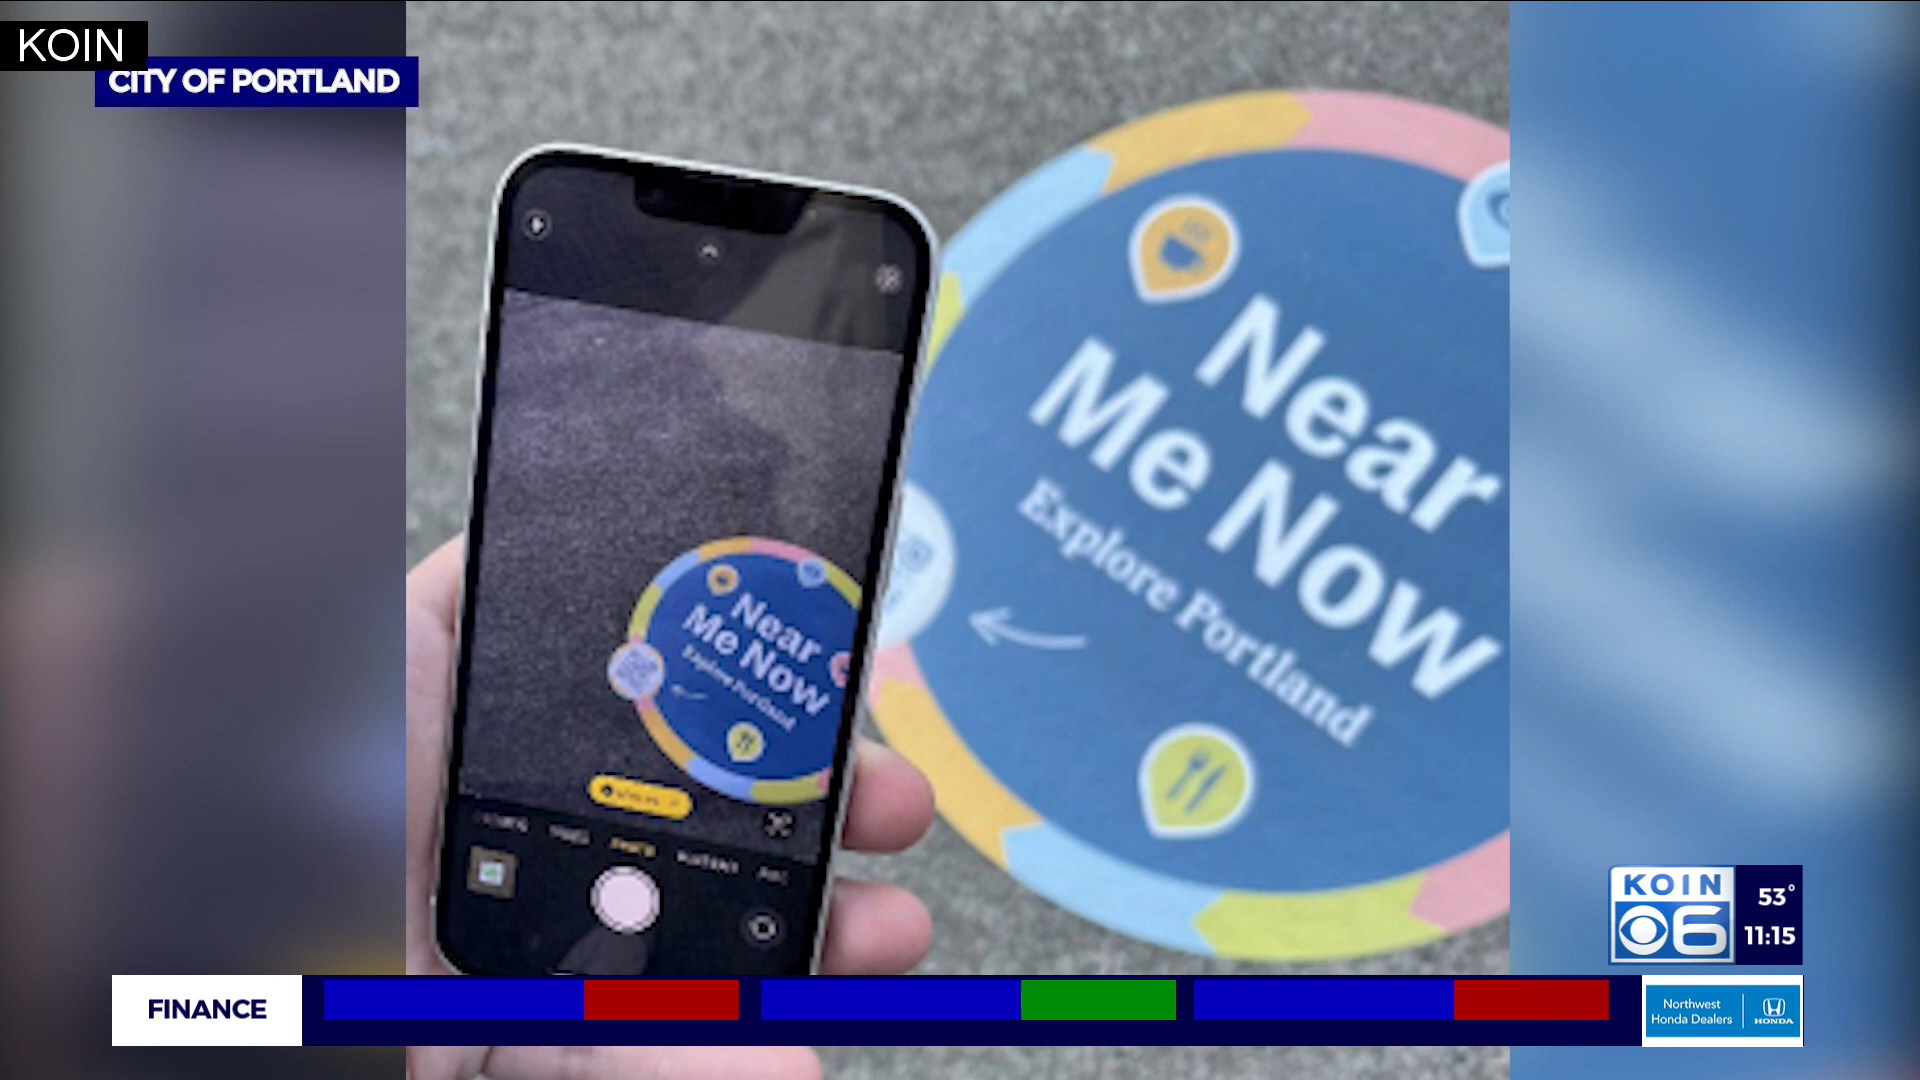 KOIN
CITY OF PORTLAND
Near
Me Now
Explore Portland
Near
Me Now
Explore Portland
KOIN
6
53°
11:15
FINANCE
Northwest
Honda Dealers
HONDA